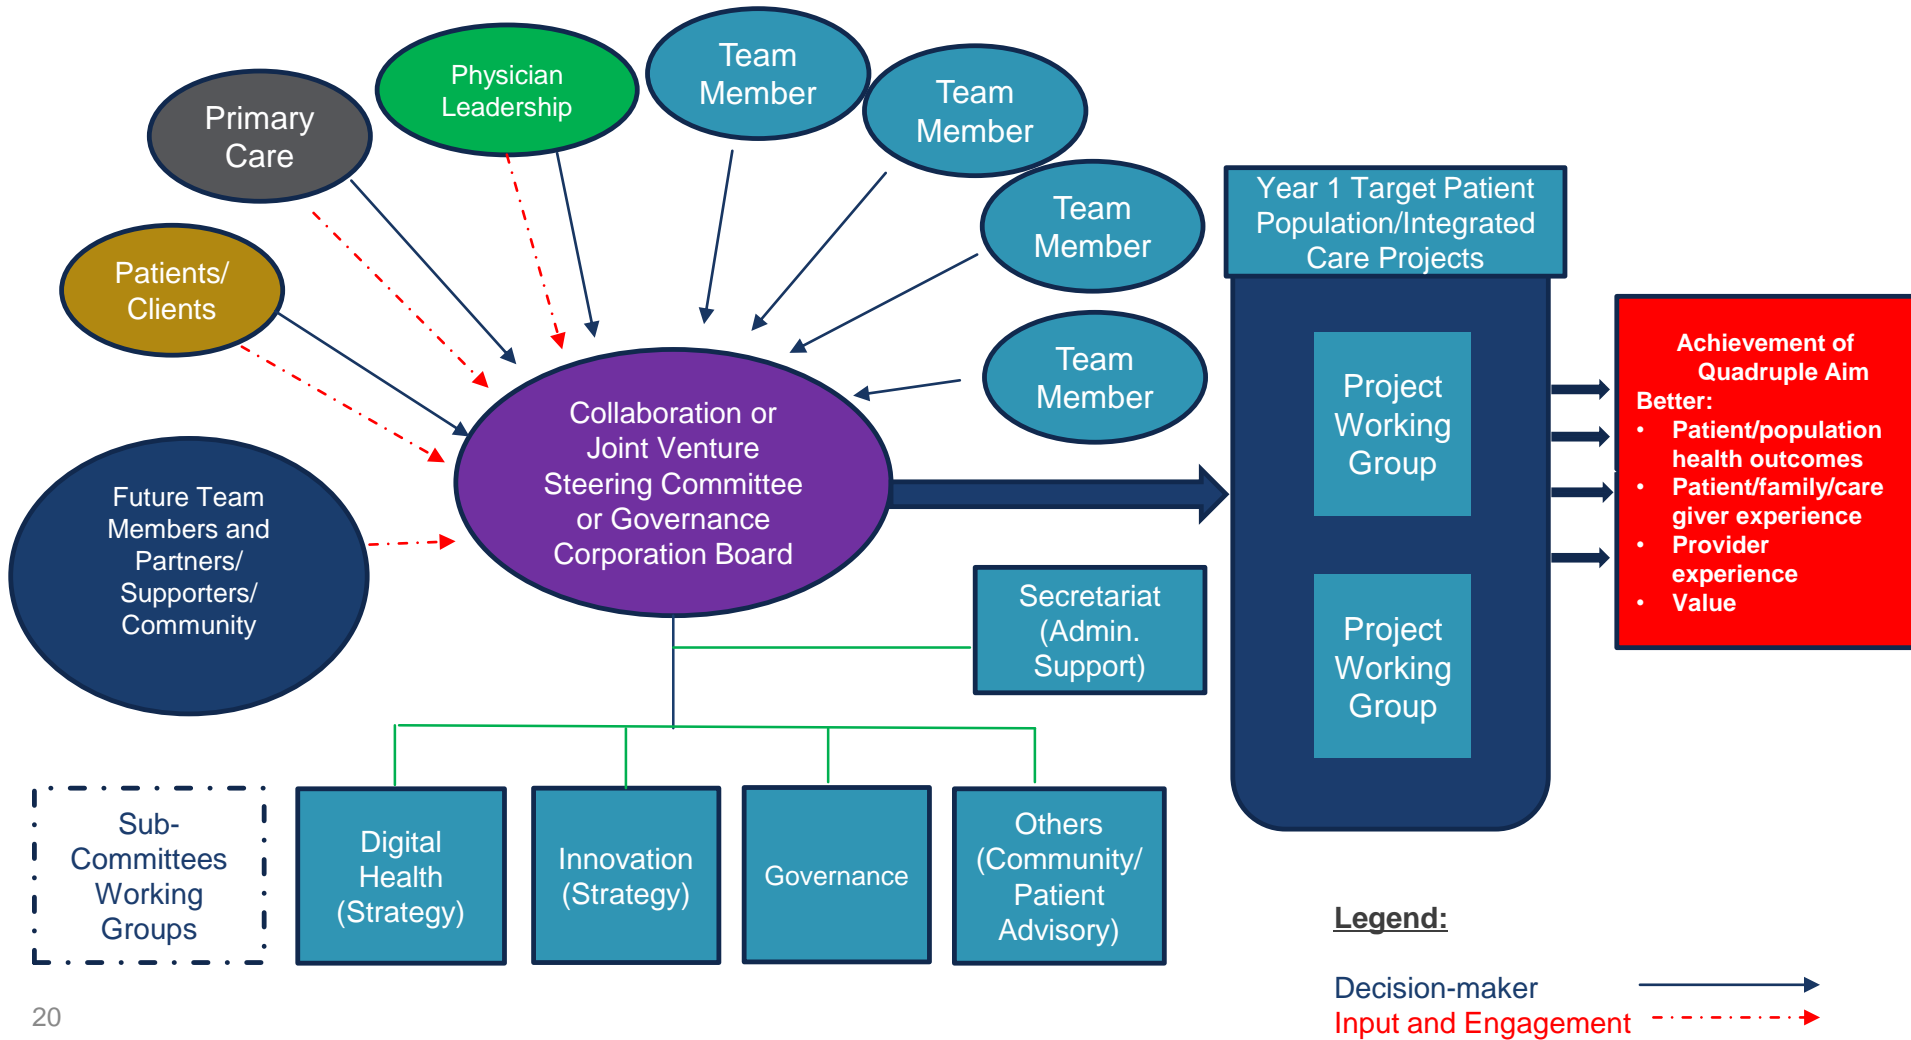 Physician
Leadership
Team
Member
Team
Member
Primary
Care
Team
Member
Patients/
Clients
Team
Member
Future Team
Members and
Partners/
Supporters/
Community
Collaboration or
Joint Venture
Steering Committee
or Governance
Corporation Board
Year 1 Target Patient
Population/Integrated
Care Projects
Project
Working
Group
Project
Working
Group
Achievement of
Quadruple Aim
Better:
• Patient/population
health outcomes
• Patient/family/care
giver experience
• Provider
experience
• Value
Secretariat
(Admin.
Support)
Sub-
Committees
Working
Groups
Digital
Health
(Strategy)
Innovation
(Strategy)
Governance
Others
(Community/
Patient
Advisory)
Legend:
Decision-maker
Input and Engagement
20